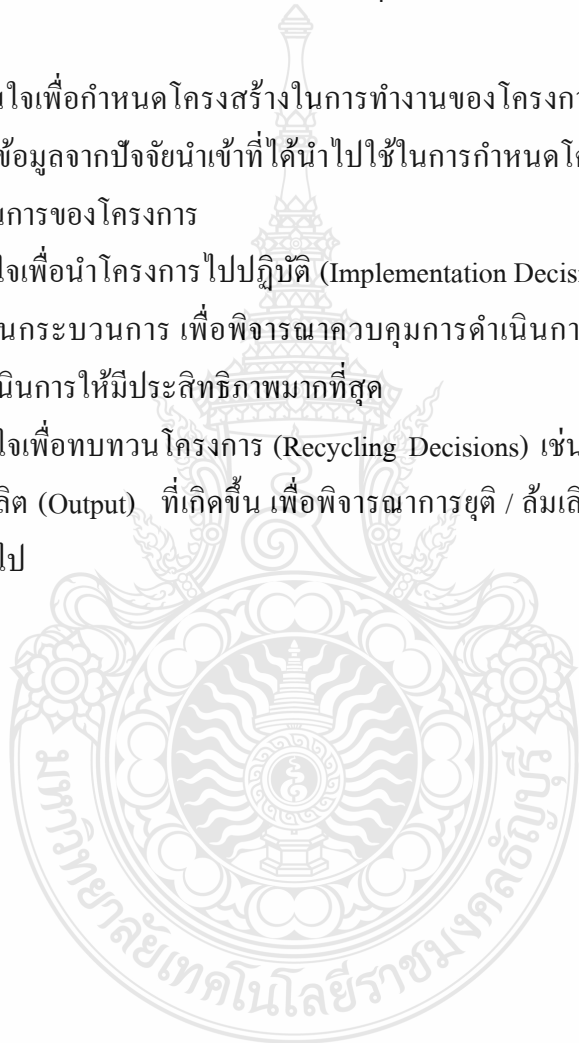 นใจเพื่อกำหนดโครงสร้างในการทำงานของโครงกา
ข้อมูลจากปัจจัยนำเข้าที่ได้นำไปใช้ในการกำหนดโค
นการของโครงการ
ใจเพื่อนำโครงการไปปฏิบัติ (Implementation Decis
นกระบวนการ เพื่อพิจารณาควบคุมการดำเนินกา
นินการให้มีประสิทธิภาพมากที่สุด
ใจเพื่อทบทวนโครงการ (Recycling Decisions) เช่น
ลิต (Output) ที่เกิดขึ้น เพื่อพิจารณาการยุติ / ล้มเลิ
ไป
มหาวิทยาลัยเทคโนโลยีราชมงคลธัญบุรี